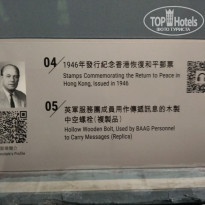 TopHotels
ФОТО ТУРИСТА
04
1946年發行紀念香港恢復和平郵票
Stamps Commemorating the Return to Peace in
Hong Kong, Issued in 1946
05
英軍服務團成員用作傳遞訊息的木製
中空螺栓（複製品）
Hollow Wooden Bolt, Used by BAAG Personnel
to Carry Messages (Replica)